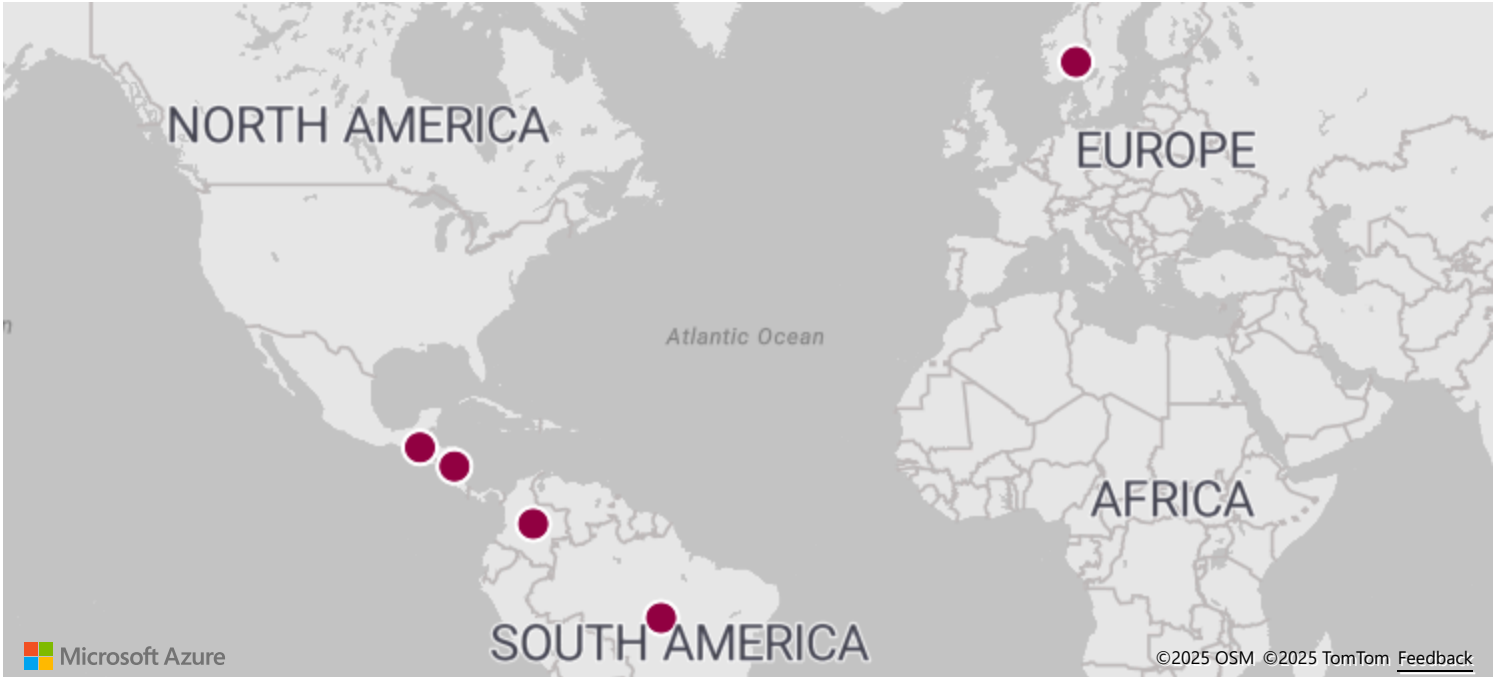 NORTH AMERICA
EUROPE
Atlantic Ocean
n
AFRICA
SOUTH AMERICA
Microsoft Azure
©2025 OSM ©2025 TomTom Feedback